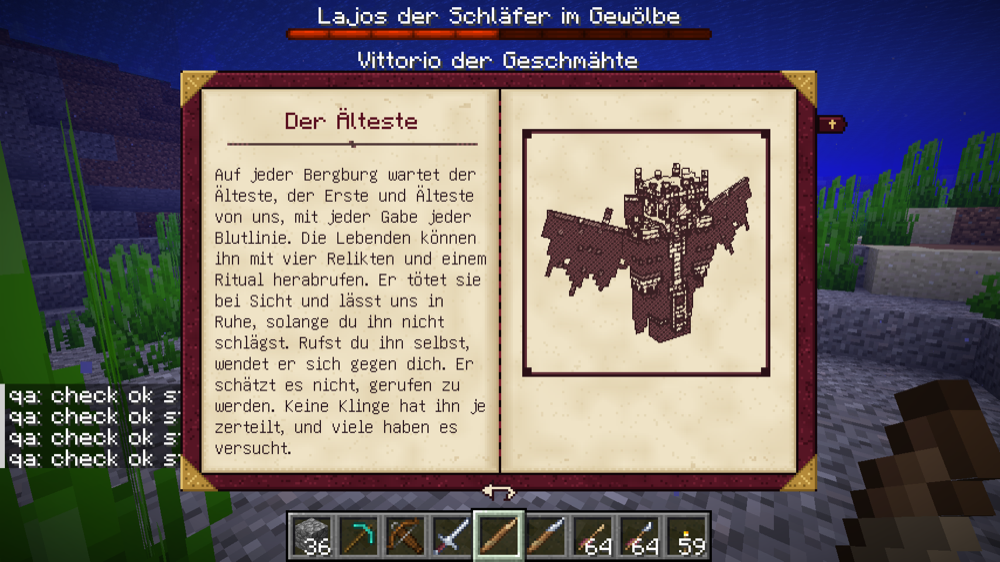 Lajos der Schläfer im Gewölbe
Vittorio der Geschmähte
Der Älteste
Auf jeder Bergburg wartet der
Älteste, der Erste und Älteste
von uns, mit jeder Gabe jeder
Blutlinie. Die Lebenden können
ihn mit vier Relikten und einem
Ritual herabrufen. Er tötet sie
bei Sicht und lässt uns in
Ruhe, solange du ihn nicht
schlägst. Rufst du ihn selbst,
wendet er sich gegen dich. Er
schätzt es nicht, gerufen zu
werden. Keine Klinge hat ihn je
zerteilt, und viele haben es
versucht.
qa: check ok
qa: check ok
qa: check ok
qa: check ok
36
64
64
59